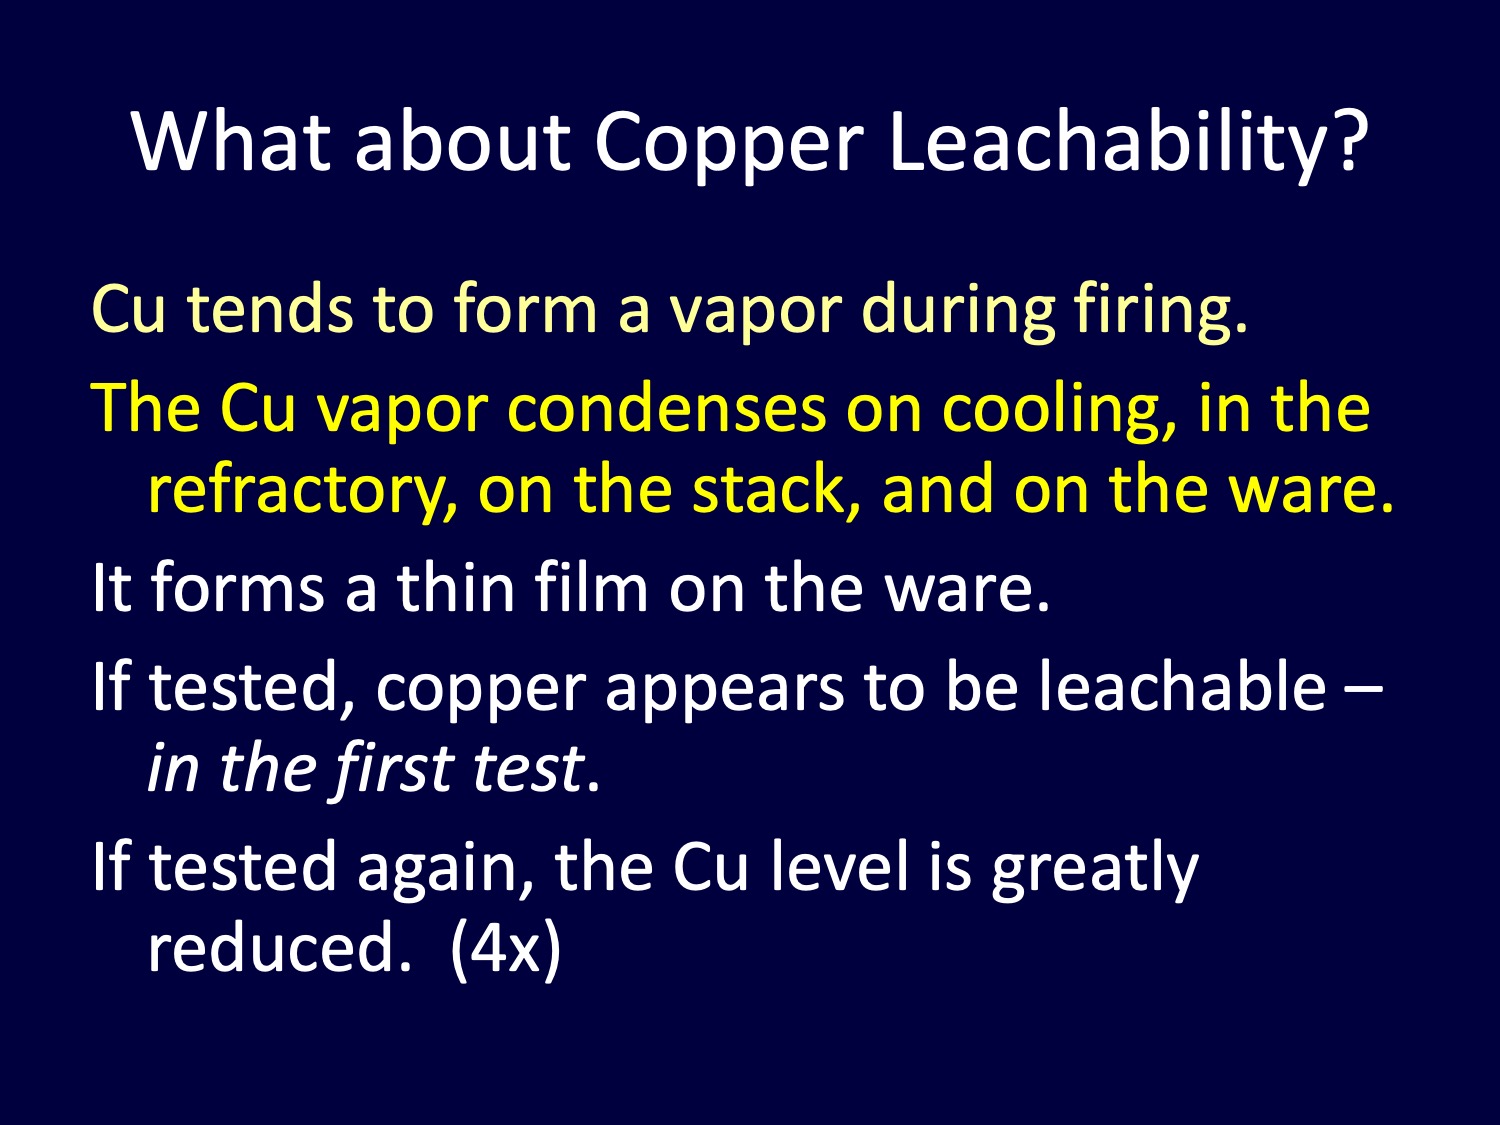 What about Copper Leachability?
Cu tends to form a vapor during firing.
The Cu vapor condenses on cooling, in the
refractory, on the stack, and on the ware.
It forms a thin film on the ware.
If tested, copper appears to be leachable –
in the first test.
If tested again, the Cu level is greatly
reduced.  (4x)